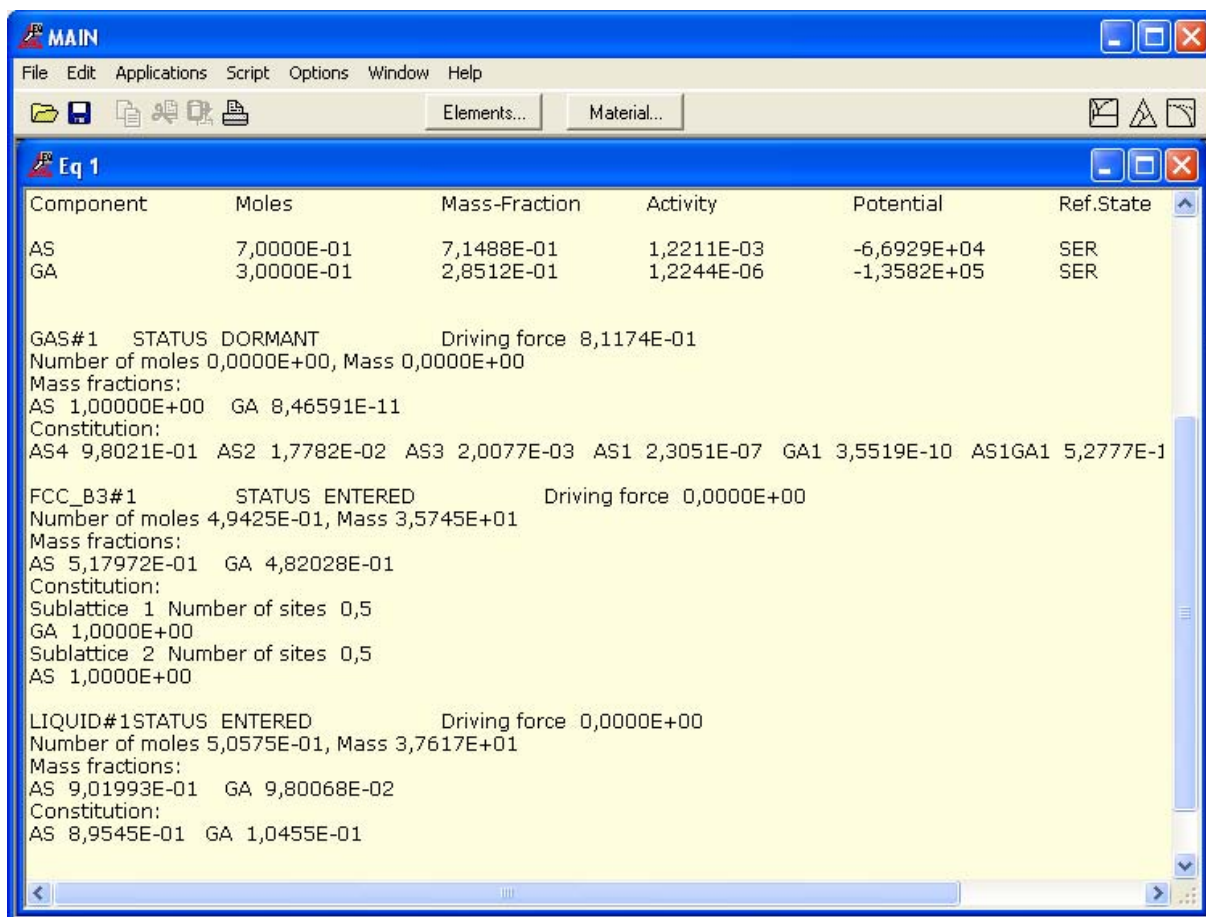 MAIN
File Edit Applications Script Options Window Help
Elements... Material...
Eq 1
Component Moles Mass-Fraction Activity Potential Ref.State
AS 7,0000E-01 7,1488E-01 1,2211E-03 -6,6929E+04 SER
GA 3,0000E-01 2,8512E-01 1,2244E-06 -1,3582E+05 SER
GAS#1 STATUS DORMANT Driving force 8,1174E-01
Number of moles 0,0000E+00, Mass 0,0000E+00
Mass fractions:
AS 1,00000E+00 GA 8,46591E-11
Constitution:
AS4 9,8021E-01 AS2 1,7782E-02 AS3 2,0077E-03 AS1 2,3051E-07 GA1 3,5519E-10 AS1GA1 5,2777E-1
FCC_B3#1 STATUS ENTERED Driving force 0,0000E+00
Number of moles 4,9425E-01, Mass 3,5745E+01
Mass fractions:
AS 5,17972E-01 GA 4,82028E-01
Constitution:
Sublattice 1 Number of sites 0,5
GA 1,0000E+00
Sublattice 2 Number of sites 0,5
AS 1,0000E+00
LIQUID#1STATUS ENTERED Driving force 0,0000E+00
Number of moles 5,0575E-01, Mass 3,7617E+01
Mass fractions:
AS 9,01993E-01 GA 9,80068E-02
Constitution:
AS 8,9545E-01 GA 1,0455E-01